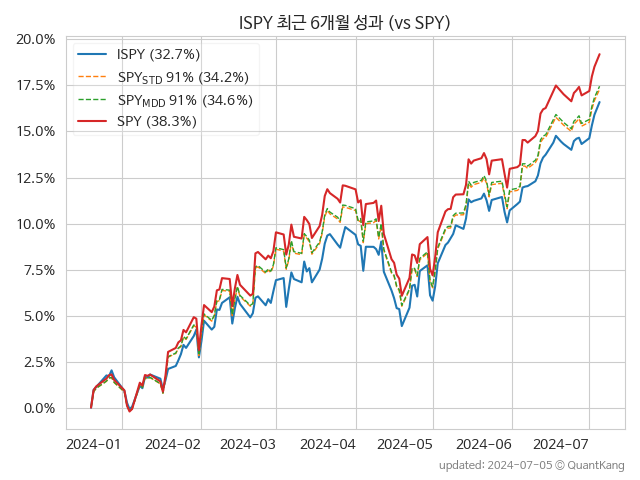 ISPY 최근 6개월 성과 (vs SPY)
20.0%
17.5%
15.0%
12.5%
10.0%
7.5%
5.0%
2.5%
0.0%
ISPY (32.7%)
SPY_STD 91% (34.2%)
SPY_MDD 91% (34.6%)
SPY (38.3%)
2024-01 2024-02 2024-03 2024-04 2024-05 2024-06 2024-07
updated: 2024-07-05 © QuantKang